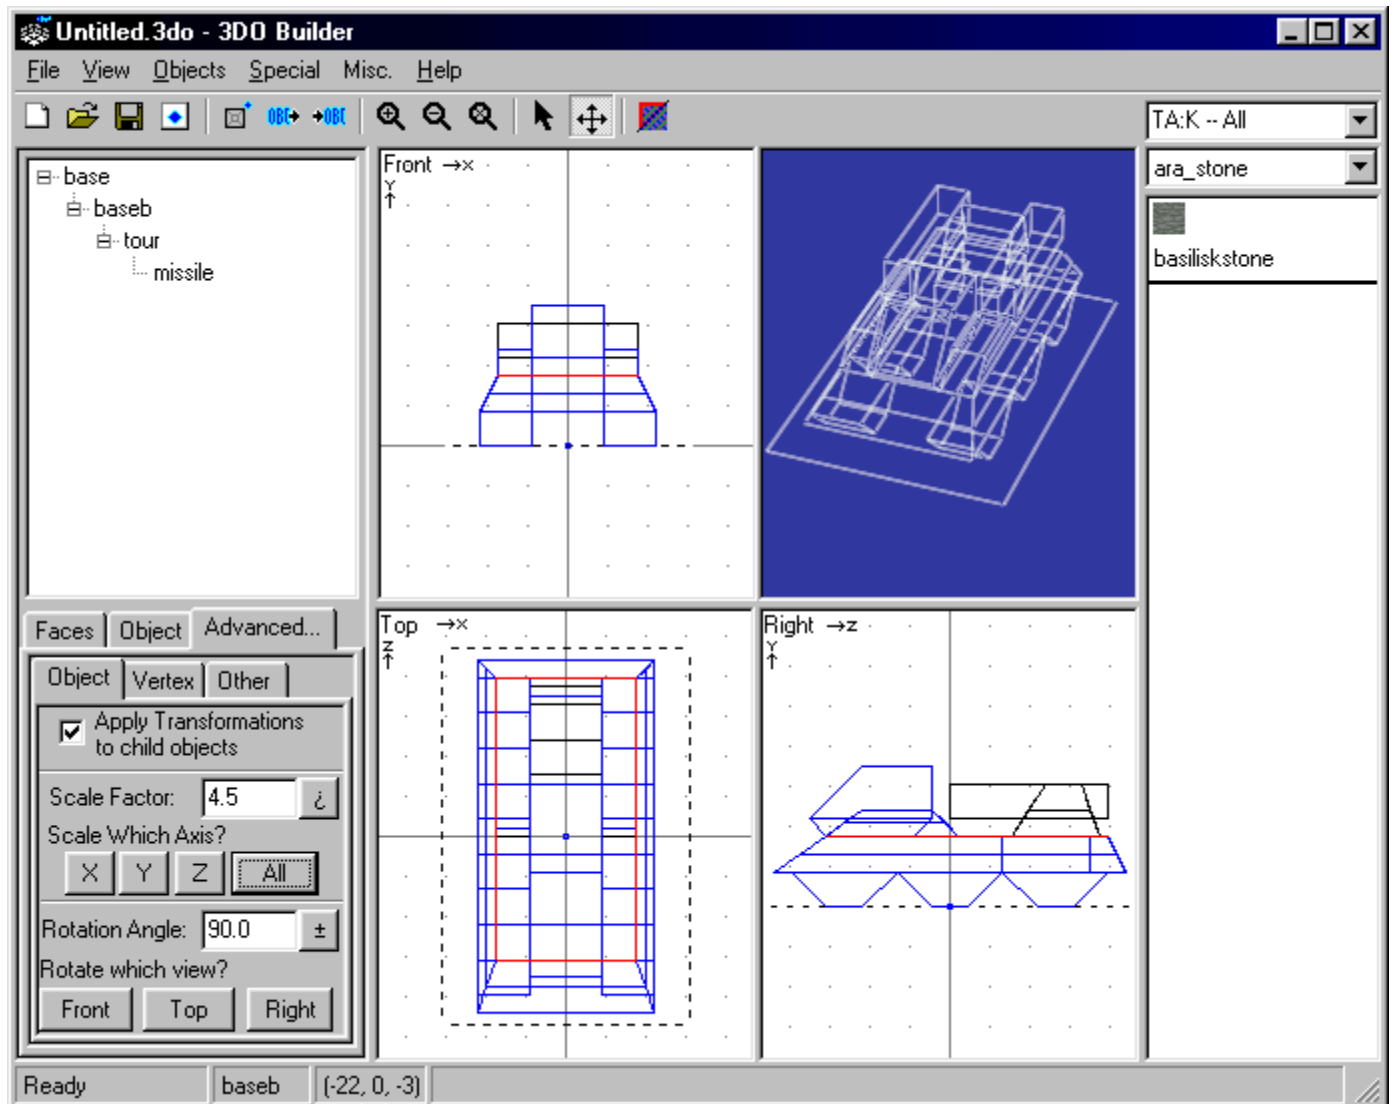 Untitled.3do - 3DO Builder
File View Objects Special Misc. Help
OBJ OBJ
TA:K -- All
ara_stone
basiliskstone
base
baseb
tour
missile
Front →x
Y
↑
Top →x
Z
↑
Right →z
Y
↑
Faces Object Advanced...
Object Vertex Other
Apply Transformations
to child objects
Scale Factor: 4.5 ¿
Scale Which Axis?
X Y Z All
Rotation Angle: 90.0 ±
Rotate which view?
Front Top Right
Ready baseb (-22, 0, -3)